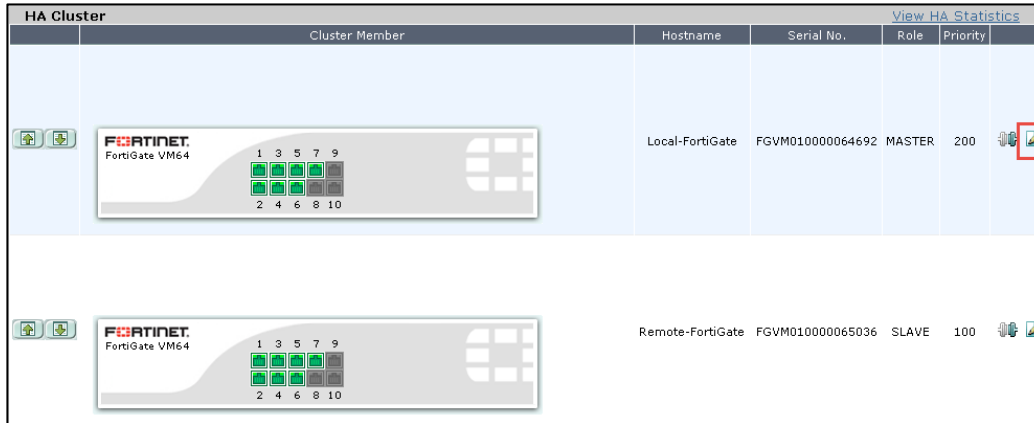 HA Cluster View HA Statistics
Cluster Member Hostname Serial No. Role Priority
FORTINET.
FortiGate VM64
1 3 5 7 9
2 4 6 8 10
Local-FortiGate FGVM010000064692 MASTER 200
FORTINET.
FortiGate VM64
1 3 5 7 9
2 4 6 8 10
Remote-FortiGate FGVM010000065036 SLAVE 100